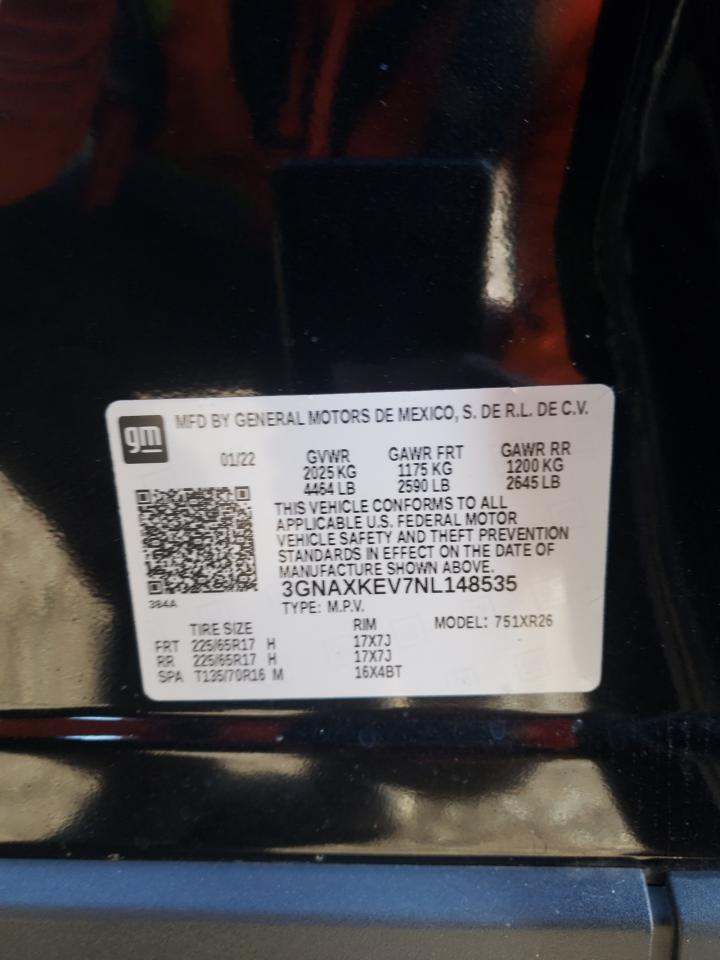 gm
MFD BY GENERAL MOTORS DE MEXICO, S. DE R.L. DE C.V.
01/22 GVWR GAWR FRT GAWR RR
2025 KG 1175 KG 1200 KG
4464 LB 2590 LB 2645 LB
THIS VEHICLE CONFORMS TO ALL
APPLICABLE U.S. FEDERAL MOTOR
VEHICLE SAFETY AND THEFT PREVENTION
STANDARDS IN EFFECT ON THE DATE OF
MANUFACTURE SHOWN ABOVE.
384A
3GNAXKEV7NL148535
TYPE: M.P.V.
TIRE SIZE RIM MODEL: 751XR26
FRT 225/65R17 H 17X7J
RR 225/65R17 H 17X7J
SPA T135/70R16 M 16X4BT